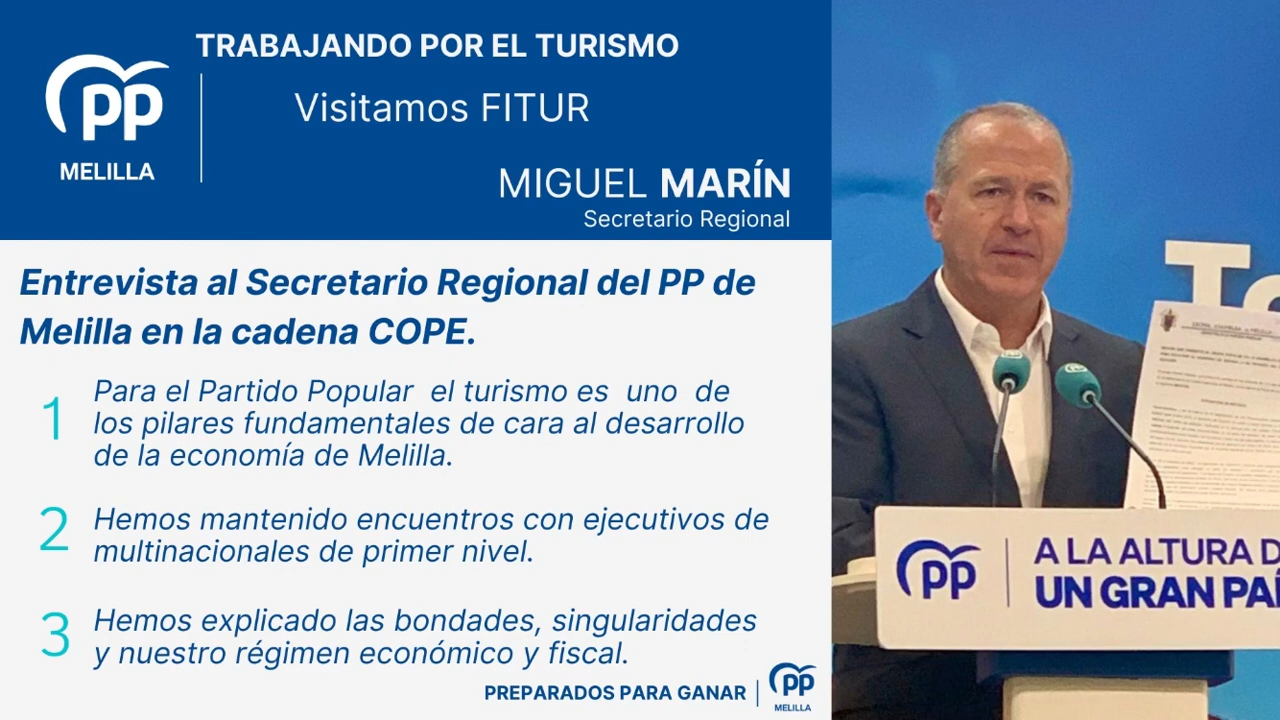 TRABAJANDO POR EL TURISMO
Visitamos FITUR
pp
MELILLA
MIGUEL MARÍN
Secretario Regional
Entrevista al Secretario Regional del PP de
Melilla en la cadena COPE.
1
Para el Partido Popular el turismo es uno de
los pilares fundamentales de cara al desarrollo
de la economía de Melilla.
2
Hemos mantenido encuentros con ejecutivos de
multinacionales de primer nivel.
3
Hemos explicado las bondades, singularidades
y nuestro régimen económico y fiscal.
PREPARADOS PARA GANAR
pp
MELILLA
To
pp
A LA ALTURA D
UN GRAN PAÍ